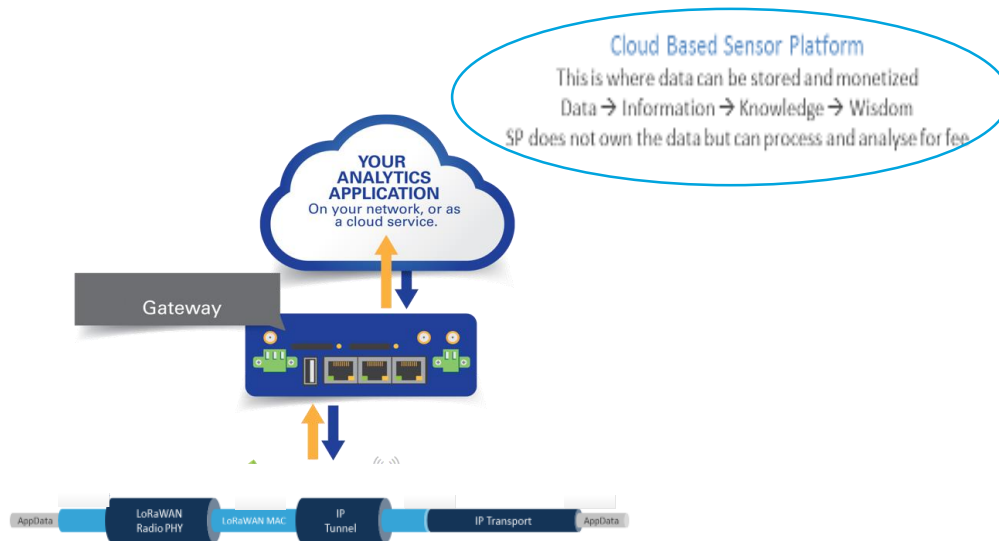 Cloud Based Sensor Platform
This is where data can be stored and monetized
Data → Information → Knowledge → Wisdom
SP does not own the data but can process and analyse for fee
YOUR
ANALYTICS
APPLICATION
On your network, or as
a cloud service.
Gateway
AppData
LoRaWAN
Radio PHY
LoRaWAN MAC
IP
Tunnel
IP Transport
AppData